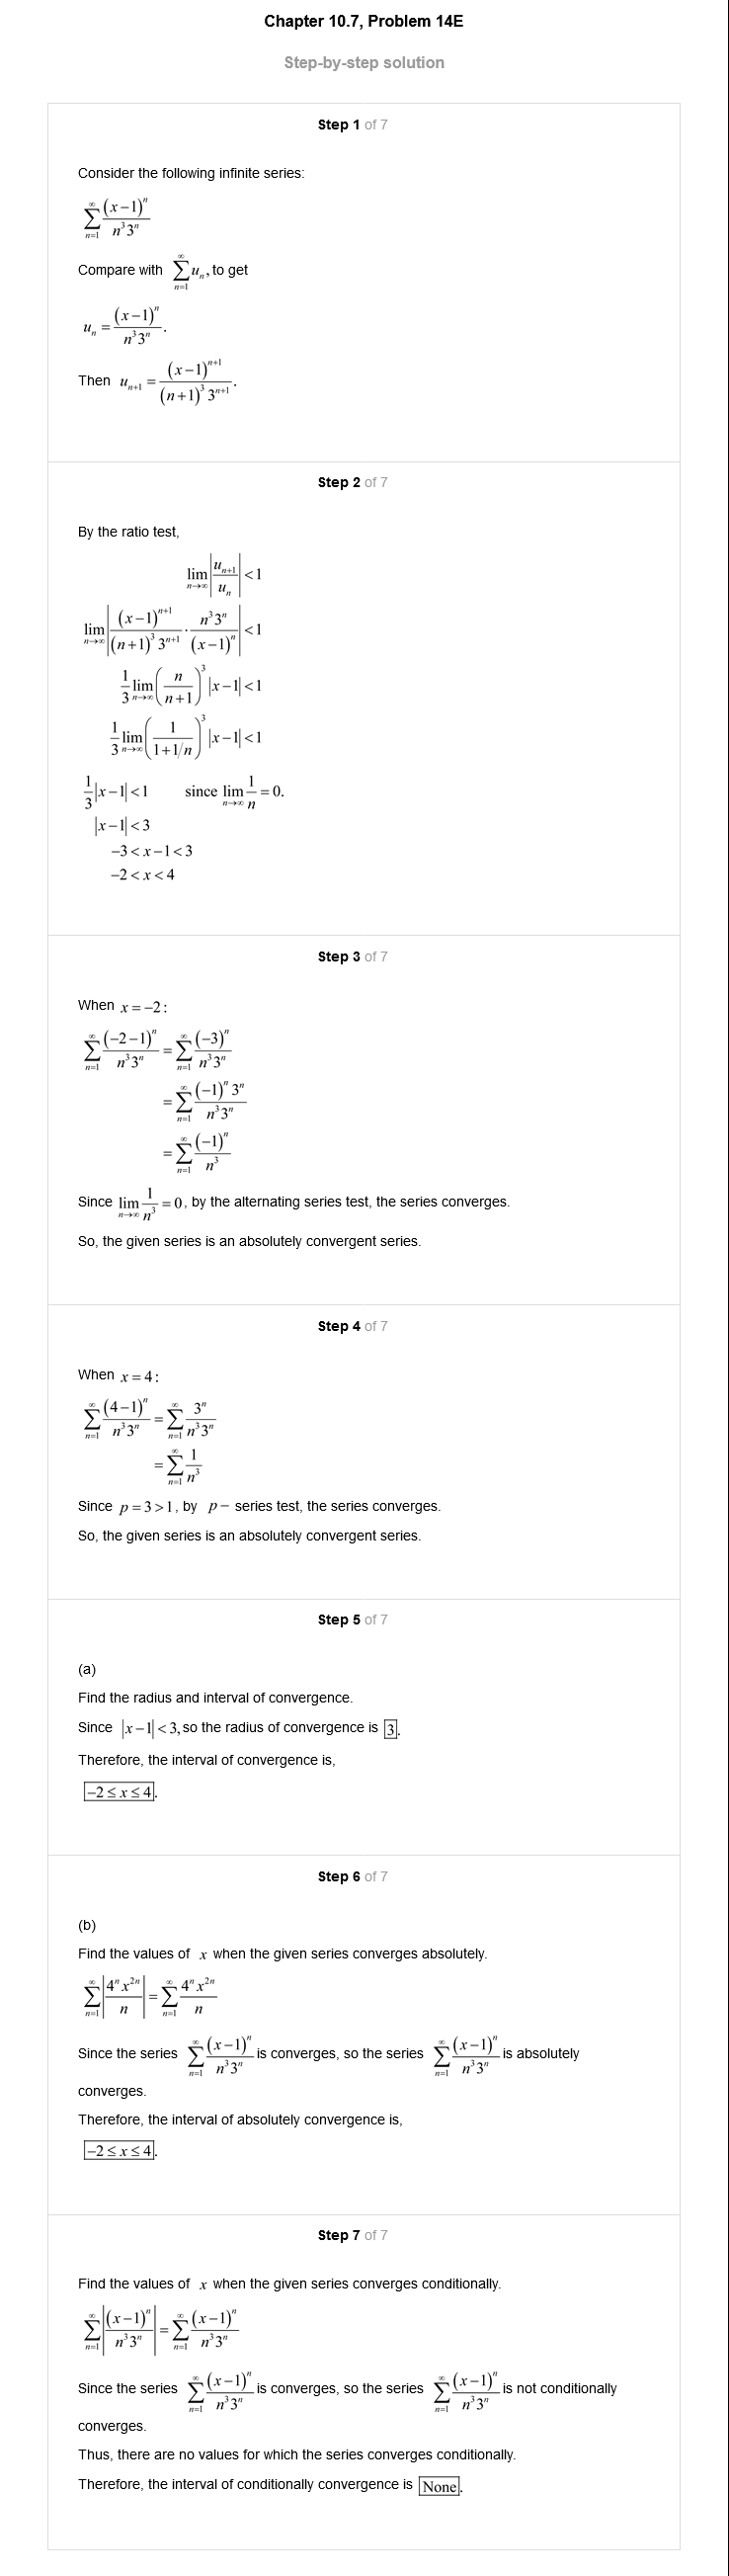 Chapter 10.7, Problem 14E
Step-by-step solution
Step 1 of 7
Consider the following infinite series:
$\sum_{n=1}^{\infty} \frac{(x-1)^n}{n^3 3^n}$
Compare with $\sum_{n=1}^{\infty} u_n$, to get
$u_n = \frac{(x-1)^n}{n^3 3^n}$.
Then $u_{n+1} = \frac{(x-1)^{n+1}}{(n+1)^3 3^{n+1}}$.
Step 2 of 7
By the ratio test,
$\lim_{n \to \infty} \left| \frac{u_{n+1}}{u_n} \right| < 1$
$\lim_{n \to \infty} \left| \frac{(x-1)^{n+1}}{(n+1)^3 3^{n+1}} \cdot \frac{n^3 3^n}{(x-1)^n} \right| < 1$
$\frac{1}{3} \lim_{n \to \infty} \left( \frac{n}{n+1} \right)^3 |x-1| < 1$
$\frac{1}{3} \lim_{n \to \infty} \left( \frac{1}{1+1/n} \right)^3 |x-1| < 1$
$\frac{1}{3} |x-1| < 1$ since $\lim_{n \to \infty} \frac{1}{n} = 0$.
$|x-1| < 3$
$-3 < x-1 < 3$
$-2 < x < 4$
Step 3 of 7
When $x = -2$:
$\sum_{n=1}^{\infty} \frac{(-2-1)^n}{n^3 3^n} = \sum_{n=1}^{\infty} \frac{(-3)^n}{n^3 3^n}$
$= \sum_{n=1}^{\infty} \frac{(-1)^n 3^n}{n^3 3^n}$
$= \sum_{n=1}^{\infty} \frac{(-1)^n}{n^3}$
Since $\lim_{n \to \infty} \frac{1}{n^3} = 0$, by the alternating series test, the series converges.
So, the given series is an absolutely convergent series.
Step 4 of 7
When $x = 4$:
$\sum_{n=1}^{\infty} \frac{(4-1)^n}{n^3 3^n} = \sum_{n=1}^{\infty} \frac{3^n}{n^3 3^n}$
$= \sum_{n=1}^{\infty} \frac{1}{n^3}$
Since $p = 3 > 1$, by $p-$ series test, the series converges.
So, the given series is an absolutely convergent series.
Step 5 of 7
(a)
Find the radius and interval of convergence.
Since $|x-1| < 3$, so the radius of convergence is $\boxed{3}$.
Therefore, the interval of convergence is,
$\boxed{-2 \le x \le 4}$.
Step 6 of 7
(b)
Find the values of $x$ when the given series converges absolutely.
$\sum_{n=1}^{\infty} \left| \frac{4^n x^{2n}}{n} \right| = \sum_{n=1}^{\infty} \frac{4^n x^{2n}}{n}$
Since the series $\sum_{n=1}^{\infty} \frac{(x-1)^n}{n^3 3^n}$ is converges, so the series $\sum_{n=1}^{\infty} \frac{(x-1)^n}{n^3 3^n}$ is absolutely
converges.
Therefore, the interval of absolutely convergence is,
$\boxed{-2 \le x \le 4}$.
Step 7 of 7
Find the values of $x$ when the given series converges conditionally.
$\sum_{n=1}^{\infty} \left| \frac{(x-1)^n}{n^3 3^n} \right| = \sum_{n=1}^{\infty} \frac{(x-1)^n}{n^3 3^n}$
Since the series $\sum_{n=1}^{\infty} \frac{(x-1)^n}{n^3 3^n}$ is converges, so the series $\sum_{n=1}^{\infty} \frac{(x-1)^n}{n^3 3^n}$ is not conditionally
converges.
Thus, there are no values for which the series converges conditionally.
Therefore, the interval of conditionally convergence is $\boxed{\text{None}}$.